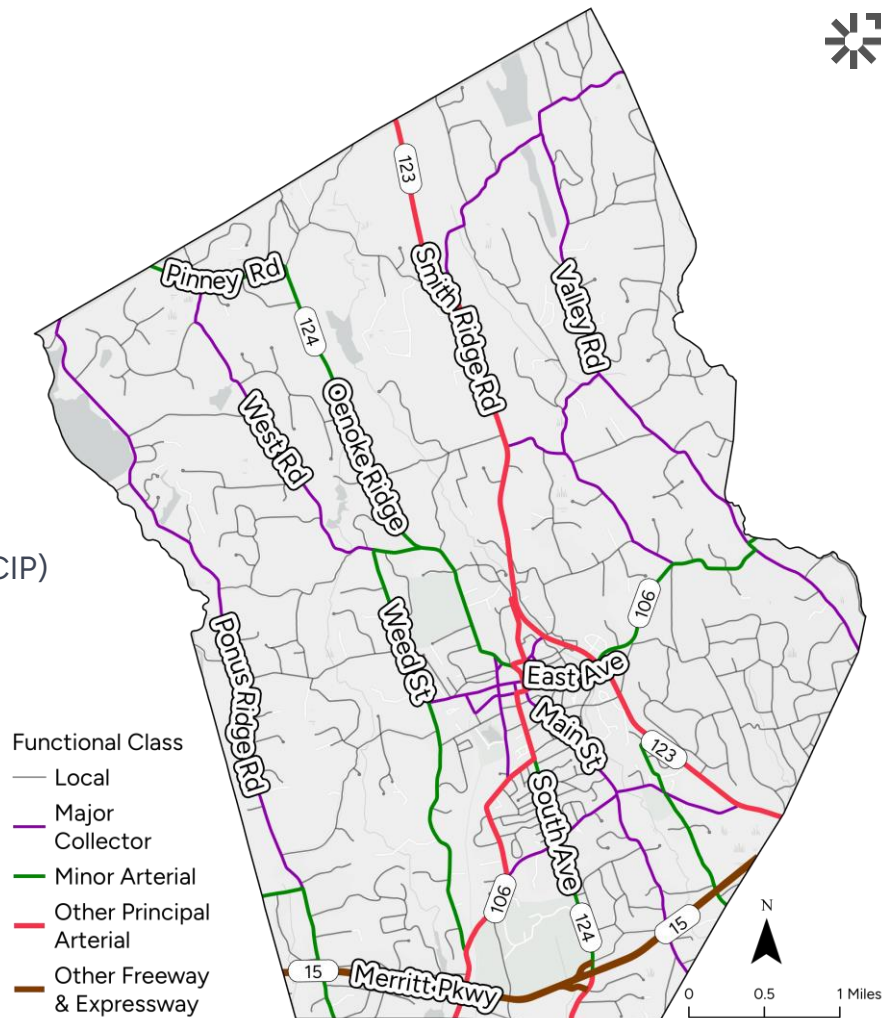 123
Pinney Rd
124
Smith Ridge Rd
Valley Rd
West Rd
Oenoke Ridge
CIP)
106
Weed St
East Ave
Ponus Ridge Rd
Main St
123
South Ave
106
124
15
15
Merritt Pkwy
Functional Class
Local
Major
Collector
Minor Arterial
Other Principal
Arterial
Other Freeway
& Expressway
N
0 0.5 1 Miles